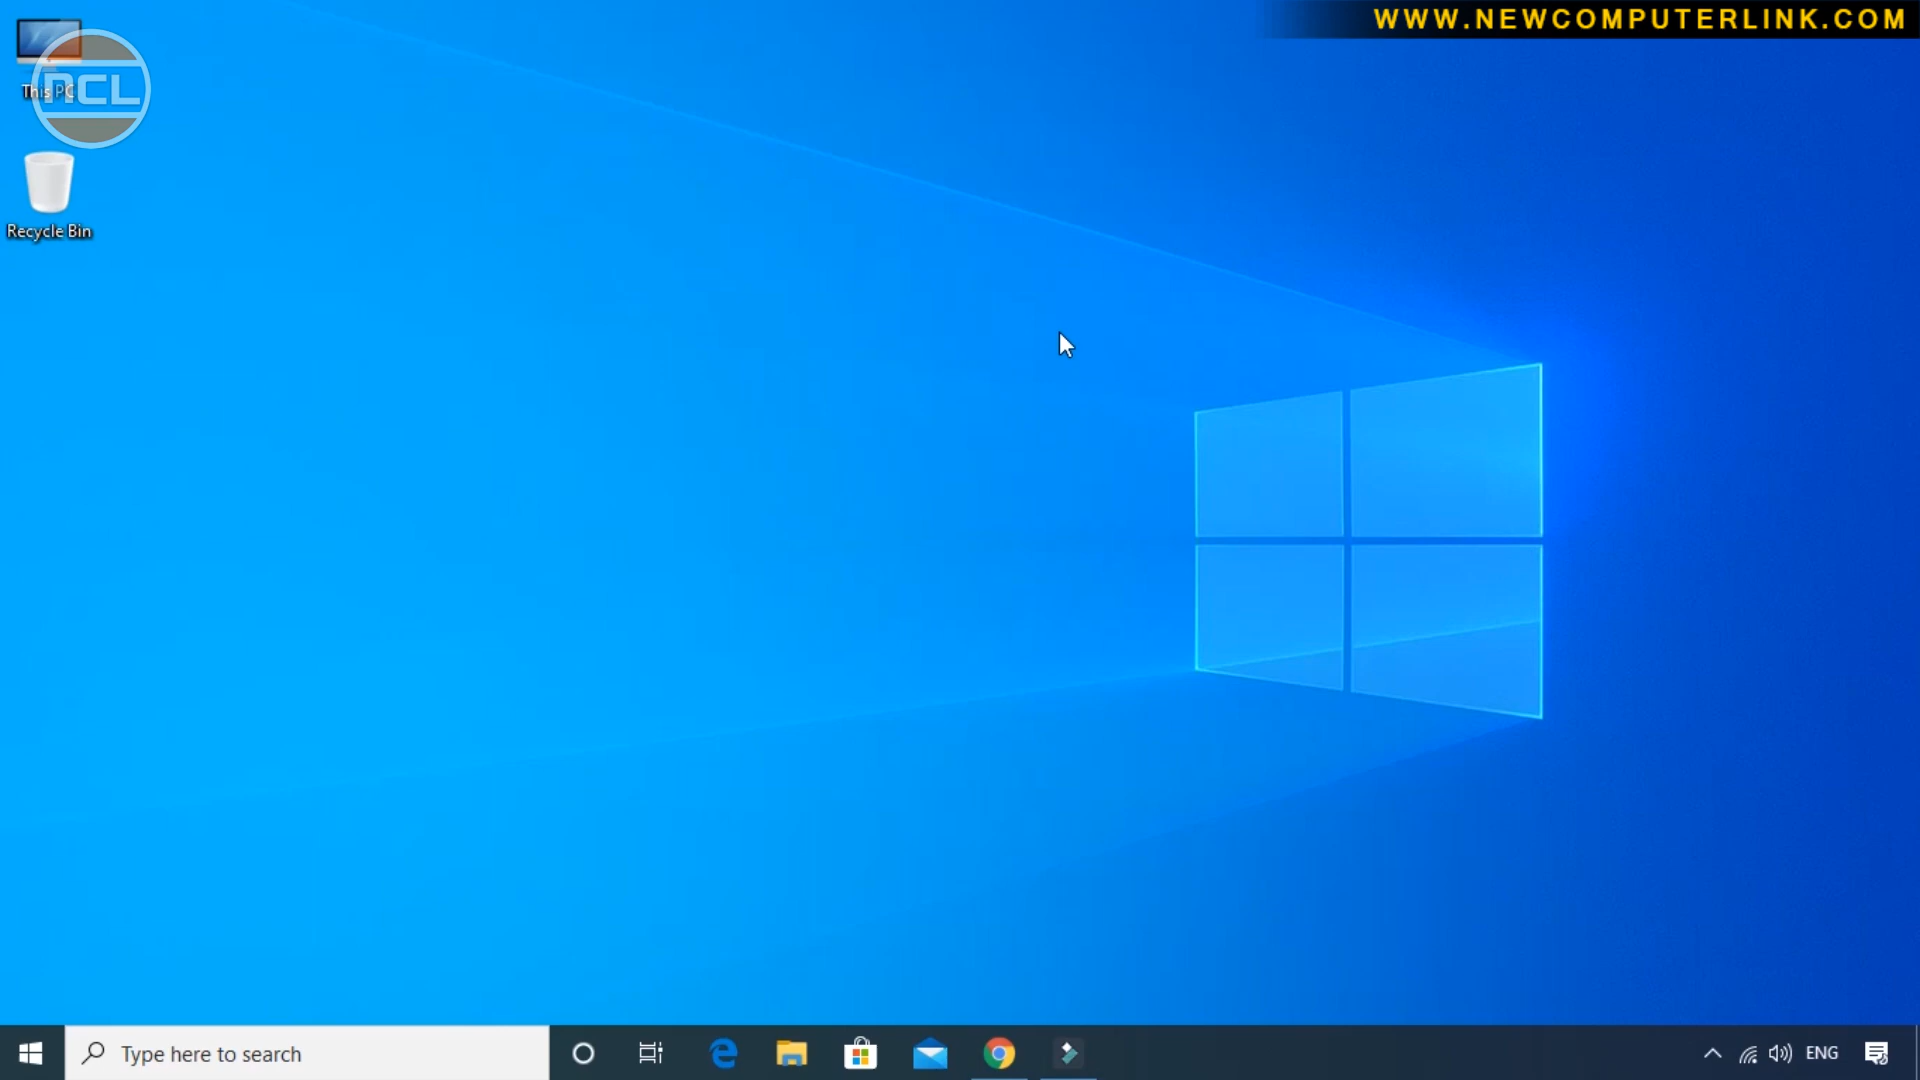 WWW.NEWCOMPUTERLINK.COM
NCL
This PC
Recycle Bin
Type here to search
ENG